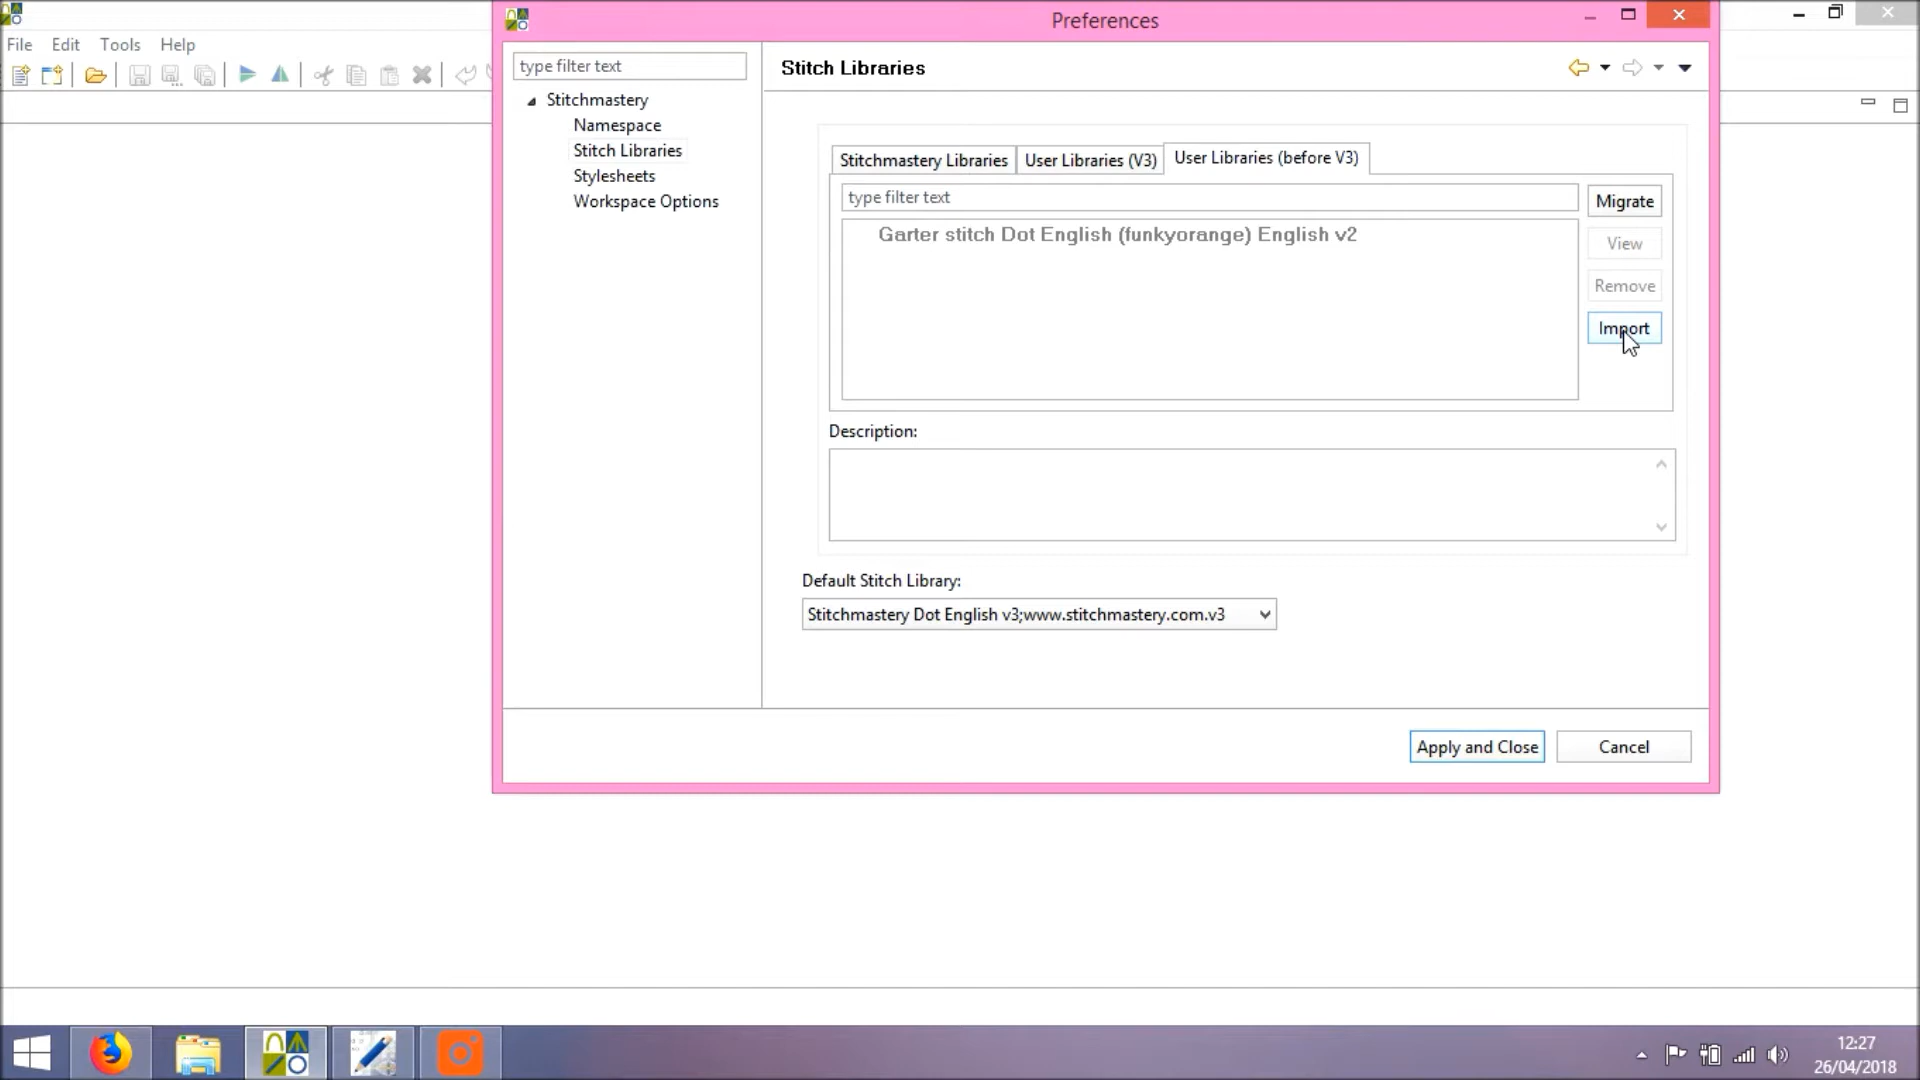 Preferences
File Edit Tools Help
type filter text
Stitchmastery
Namespace
Stitch Libraries
Stylesheets
Workspace Options
Stitch Libraries
Stitchmastery Libraries
User Libraries (V3)
User Libraries (before V3)
type filter text
Garter stitch Dot English (funkyorange) English v2
Migrate
View
Remove
Import
Description:
Default Stitch Library:
Stitchmastery Dot English v3;www.stitchmastery.com.v3
Apply and Close
Cancel
12:27
26/04/2018